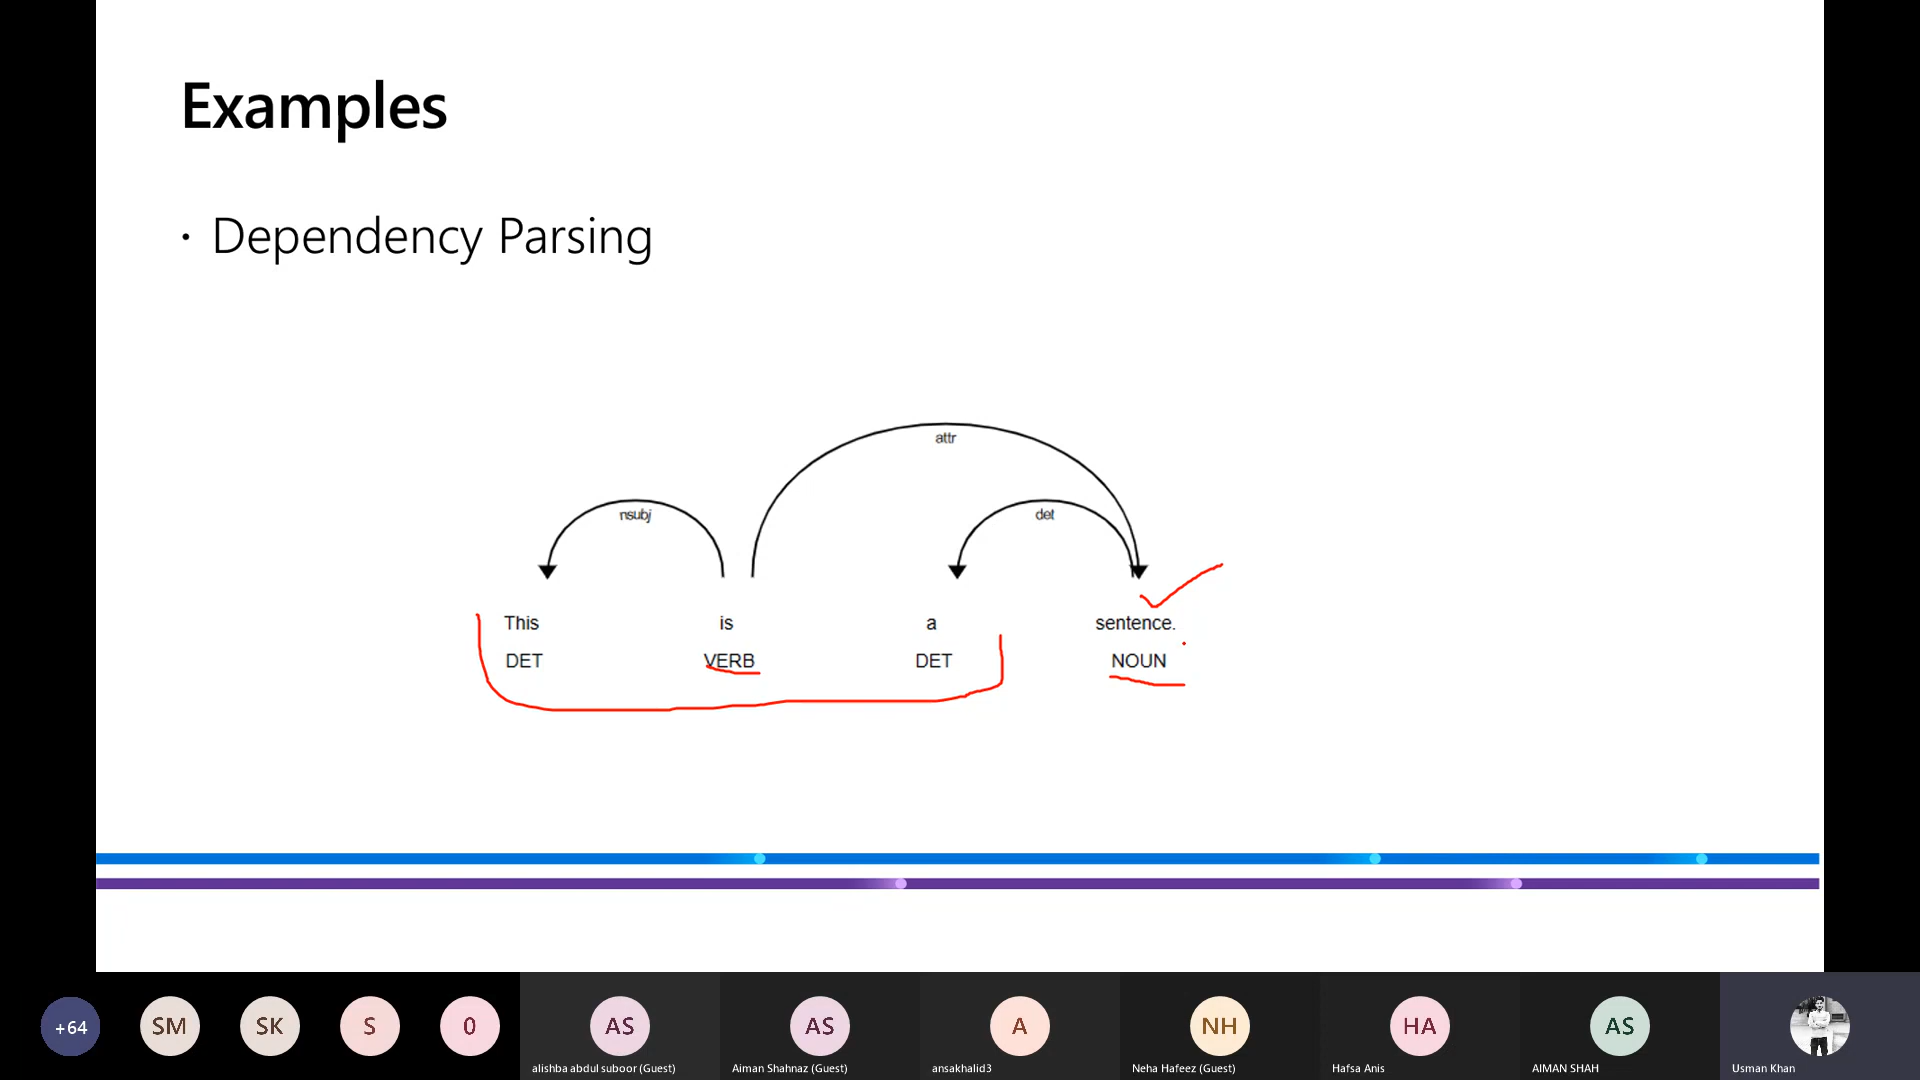 Examples
• Dependency Parsing
attr
nsubj det
This is a sentence.
DET VERB DET NOUN
+64 SM SK S 0 AS AS A NH HA AS
alishba abdul suboor (Guest) Aiman Shahnaz (Guest) ansakhalid3 Neha Hafeez (Guest) Hafsa Anis AIMAN SHAH Usman Khan